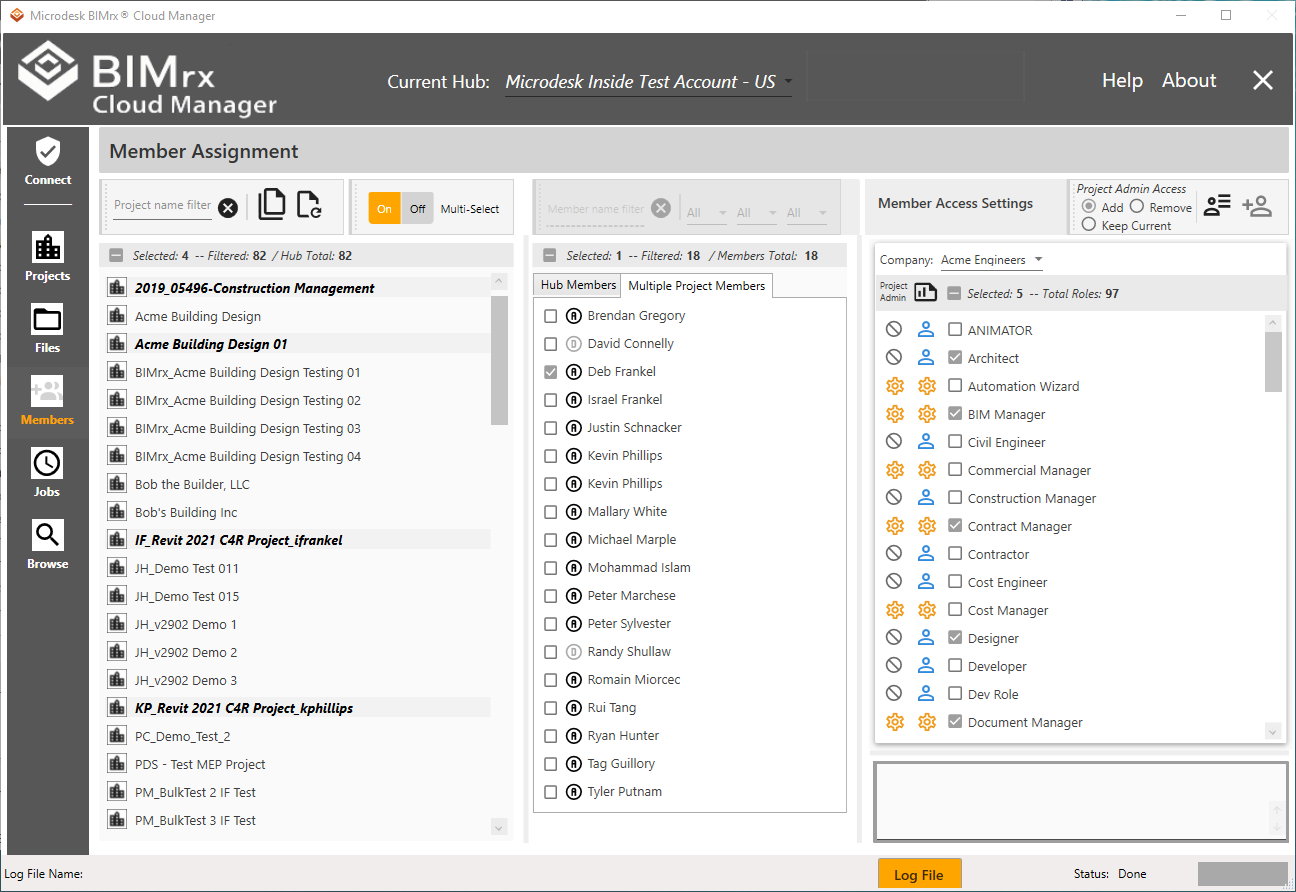 Microdesk BIMrx® Cloud Manager
BIMrx
Cloud Manager
Current Hub: Microdesk Inside Test Account - US
Help About
Connect
Projects
Files
Members
Jobs
Browse
Member Assignment
Project name filter
On Off Multi-Select
Member name filter All All All
Member Access Settings
Project Admin Access
Add Remove
Keep Current
Selected: 4 -- Filtered: 82 / Hub Total: 82
2019_05496-Construction Management
Acme Building Design
Acme Building Design 01
BIMrx_Acme Building Design Testing 01
BIMrx_Acme Building Design Testing 02
BIMrx_Acme Building Design Testing 03
BIMrx_Acme Building Design Testing 04
Bob the Builder, LLC
Bob's Building Inc
IF_Revit 2021 C4R Project_ifrankel
JH_Demo Test 011
JH_Demo Test 015
JH_v2902 Demo 1
JH_v2902 Demo 2
JH_v2902 Demo 3
KP_Revit 2021 C4R Project_kphillips
PC_Demo_Test_2
PDS - Test MEP Project
PM_BulkTest 2 IF Test
PM_BulkTest 3 IF Test
Selected: 1 -- Filtered: 18 / Members Total: 18
Hub Members Multiple Project Members
A Brendan Gregory
D David Connelly
A Deb Frankel
A Israel Frankel
A Justin Schnacker
A Kevin Phillips
A Kevin Phillips
A Mallary White
A Michael Marple
A Mohammad Islam
A Peter Marchese
A Peter Sylvester
D Randy Shullaw
A Romain Miorcec
A Rui Tang
A Ryan Hunter
A Tag Guillory
A Tyler Putnam
Company: Acme Engineers
Project
Admin
Selected: 5 -- Total Roles: 97
ANIMATOR
Architect
Automation Wizard
BIM Manager
Civil Engineer
Commercial Manager
Construction Manager
Contract Manager
Contractor
Cost Engineer
Cost Manager
Designer
Developer
Dev Role
Document Manager
Log File Name:
Log File
Status: Done